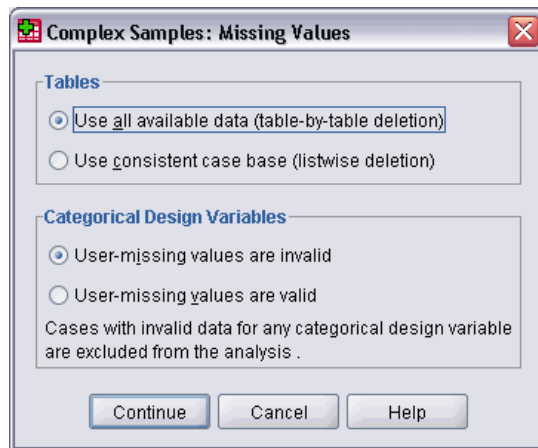 Complex Samples: Missing Values
Tables
Use all available data (table-by-table deletion)
Use consistent case base (listwise deletion)
Categorical Design Variables
User-missing values are invalid
User-missing values are valid
Cases with invalid data for any categorical design variable
are excluded from the analysis .
Continue
Cancel
Help